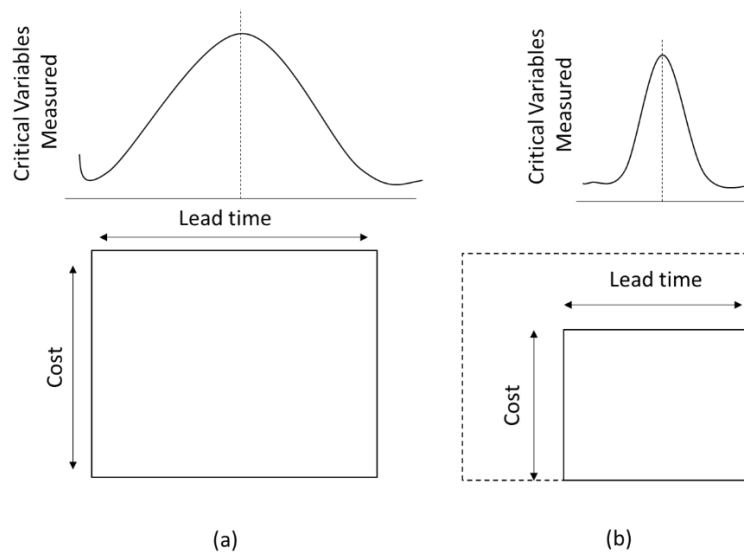 Critical Variables
Measured
Lead time
Cost
(a)
Critical Variables
Measured
Lead time
Cost
(b)